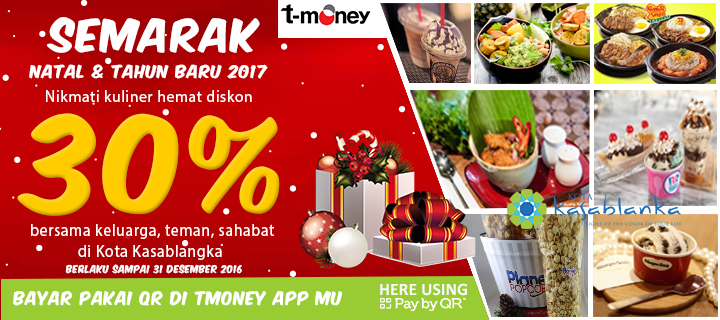 t-money
SEMARAK
NATAL & TAHUN BARU 2017
Nikmati kuliner hemat diskon
30%
bersama keluarga, teman, sahabat
di Kota Kasablangka
BERLAKU SAMPAI 31 DESEMBER 2016
BAYAR PAKAI QR DI TMONEY APP MU
HERE USING
Pay by QR
kasablanka
Planet
POPCORN